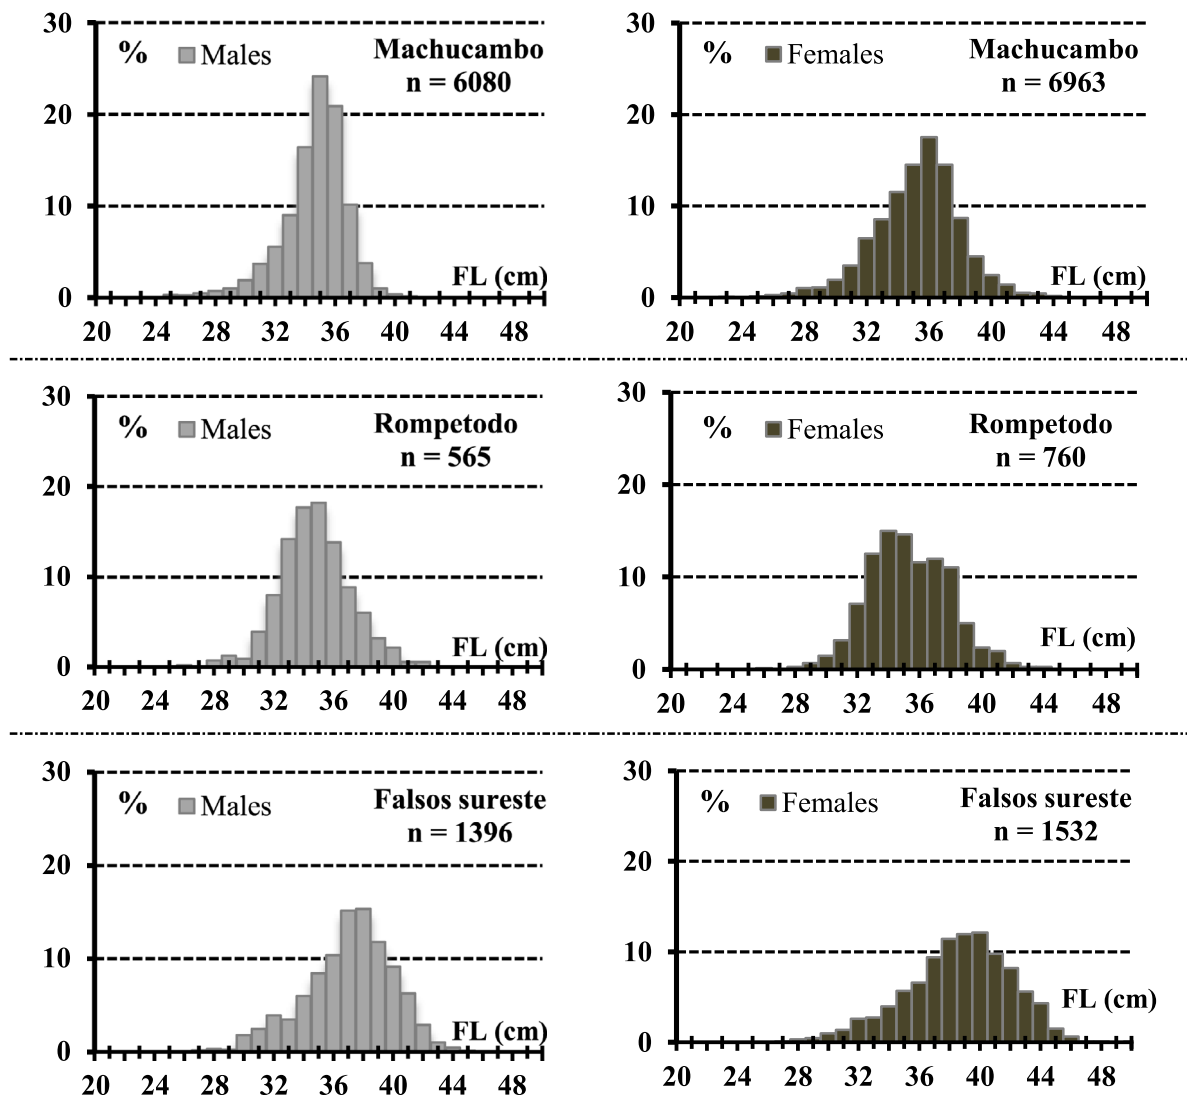 30
% Males Machucambo
n = 6080
20
10
FL (cm)
0
20 24 28 32 36 40 44 48
30
% Females Machucambo
n = 6963
20
10
FL (cm)
0
20 24 28 32 36 40 44 48
30
% Males Rompetodo
n = 565
20
10
FL (cm)
0
20 24 28 32 36 40 44 48
30
% Females Rompetodo
n = 760
20
10
FL (cm)
0
20 24 28 32 36 40 44 48
30
% Males Falsos sureste
n = 1396
20
10
FL (cm)
0
20 24 28 32 36 40 44 48
30
% Females Falsos sureste
n = 1532
20
10
FL (cm)
0
20 24 28 32 36 40 44 48